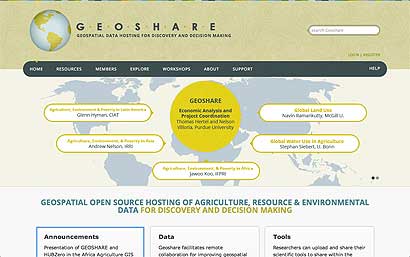 GEOSHARE
GEOSPATIAL DATA HOSTING FOR DISCOVERY AND DECISION MAKING
Search Geoshare
LOGIN | REGISTER
HOME RESOURCES MEMBERS EXPLORE WORKSHOPS ABOUT SUPPORT HELP
GEOSHARE
Economic Analysis and
Project Coordination
Thomas Hertel and Nelson
Villoria, Purdue University
Agriculture, Environment & Poverty in Latin America
Glenn Hyman, CIAT
Global Land Use
Navin Ramankutty, McGill U.
Agriculture, Environment & Poverty in Asia
Andrew Nelson, IRRI
Global Water Use in Agriculture
Stephan Siebert, U. Bonn
Agriculture, Environment & Poverty in Africa
Jawoo Koo, IFPRI
GEOSPATIAL OPEN SOURCE HOSTING OF AGRICULTURE, RESOURCE & ENVIRONMENTAL
DATA FOR DISCOVERY AND DECISION MAKING
Announcements
Presentation of GEOSHARE and
HUBZero in the Africa Agriculture GIS
Data
Geoshare facilitates remote
collaboration for improving geospatial
Tools
Researchers can upload and share their
scientific tools to share within the